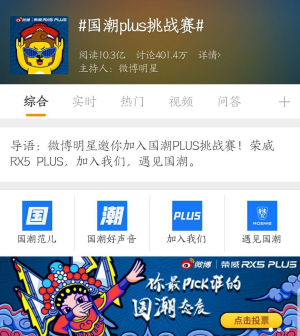 荣威RX5 PLUS
#国潮plus挑战赛#
阅读10.3亿 讨论401.4万 详情>
主持人：微博明星
综合 实时 热门 视频 问答 +
导语：微博明星邀你加入国潮PLUS挑战赛！荣威
RX5 PLUS，加入我们，遇见国潮。
国 潮 PLUS ROEWE
国潮范儿 国潮好声音 加入我们 遇见国潮
微博 荣威RX5 PLUS
你最PICK谁的
国潮态度
点击投票